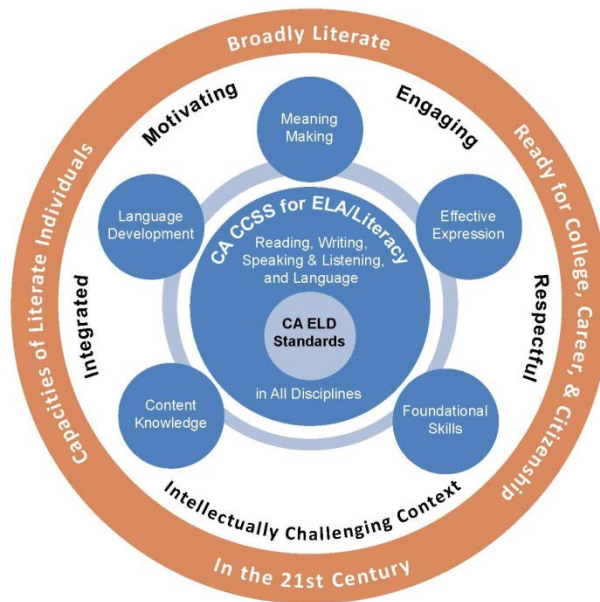 Broadly Literate
Ready for College, Career, & Citizenship
In the 21st Century
Capacities of Literate Individuals
Motivating
Engaging
Respectful
Intellectually Challenging Context
Integrated
Meaning
Making
Effective
Expression
Foundational
Skills
Content
Knowledge
Language
Development
CA CCSS for ELA/Literacy
Reading, Writing,
Speaking & Listening,
and Language
CA ELD
Standards
in All Disciplines